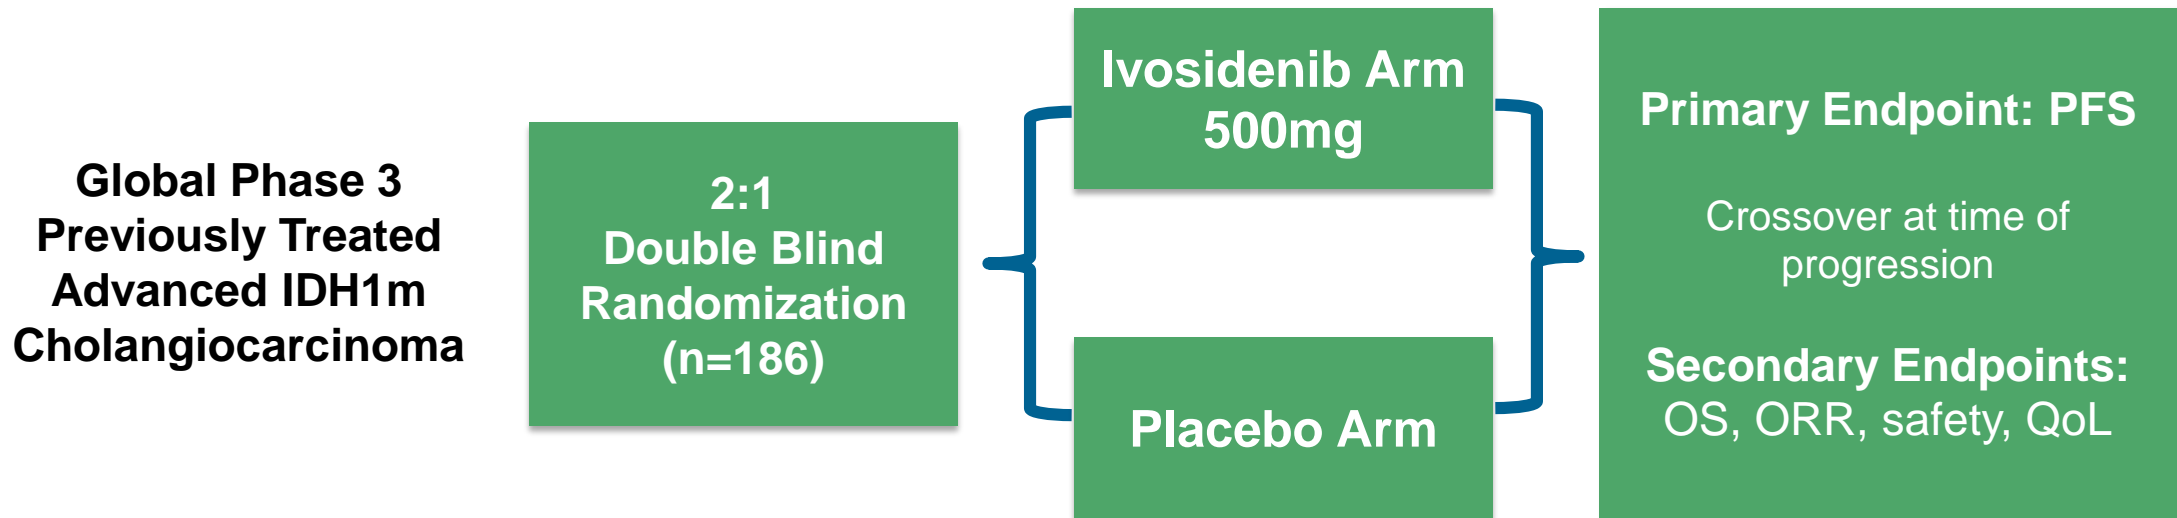 Global Phase 3
Previously Treated
Advanced IDH1m
Cholangiocarcinoma
2:1
Double Blind
Randomization
(n=186)
Ivosidenib Arm
500mg
Placebo Arm
Primary Endpoint: PFS
Crossover at time of
progression
Secondary Endpoints:
OS, ORR, safety, QoL